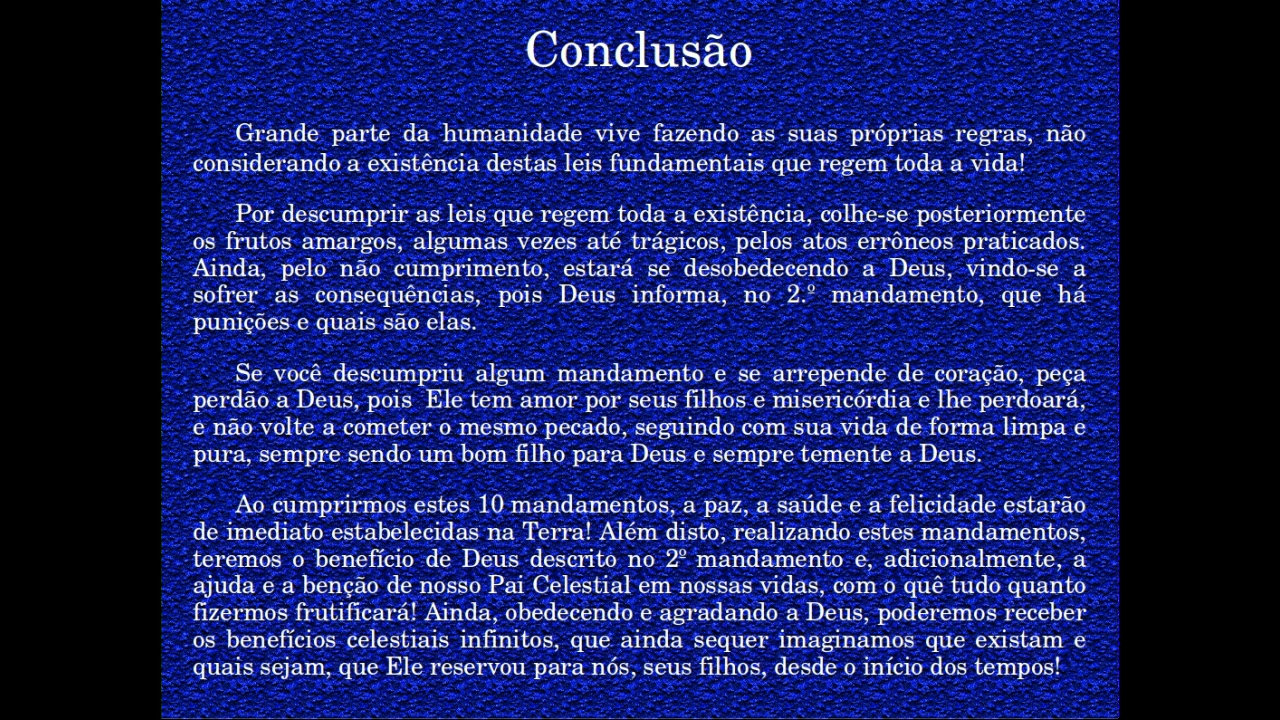 Conclusão
Grande parte da humanidade vive fazendo as suas próprias regras, não
considerando a existência destas leis fundamentais que regem toda a vida!
Por descumprir as leis que regem toda a existência, colhe-se posteriormente
os frutos amargos, algumas vezes até trágicos, pelos atos errôneos praticados.
Ainda, pelo não cumprimento, estará se desobedecendo a Deus, vindo-se a
sofrer as consequências, pois Deus informa, no 2.º mandamento, que há
punições e quais são elas.
Se você descumpriu algum mandamento e se arrepende de coração, peça
perdão a Deus, pois  Ele tem amor por seus filhos e misericórdia e lhe perdoará,
e não volte a cometer o mesmo pecado, seguindo com sua vida de forma limpa e
pura, sempre sendo um bom filho para Deus e sempre temente a Deus.
Ao cumprirmos estes 10 mandamentos, a paz, a saúde e a felicidade estarão
de imediato estabelecidas na Terra! Além disto, realizando estes mandamentos,
teremos o benefício de Deus descrito no 2º mandamento e, adicionalmente, a
ajuda e a benção de nosso Pai Celestial em nossas vidas, com o quê tudo quanto
fizermos frutificará! Ainda, obedecendo e agradando a Deus, poderemos receber
os benefícios celestiais infinitos, que ainda sequer imaginamos que existam e
quais sejam, que Ele reservou para nós, seus filhos, desde o início dos tempos!